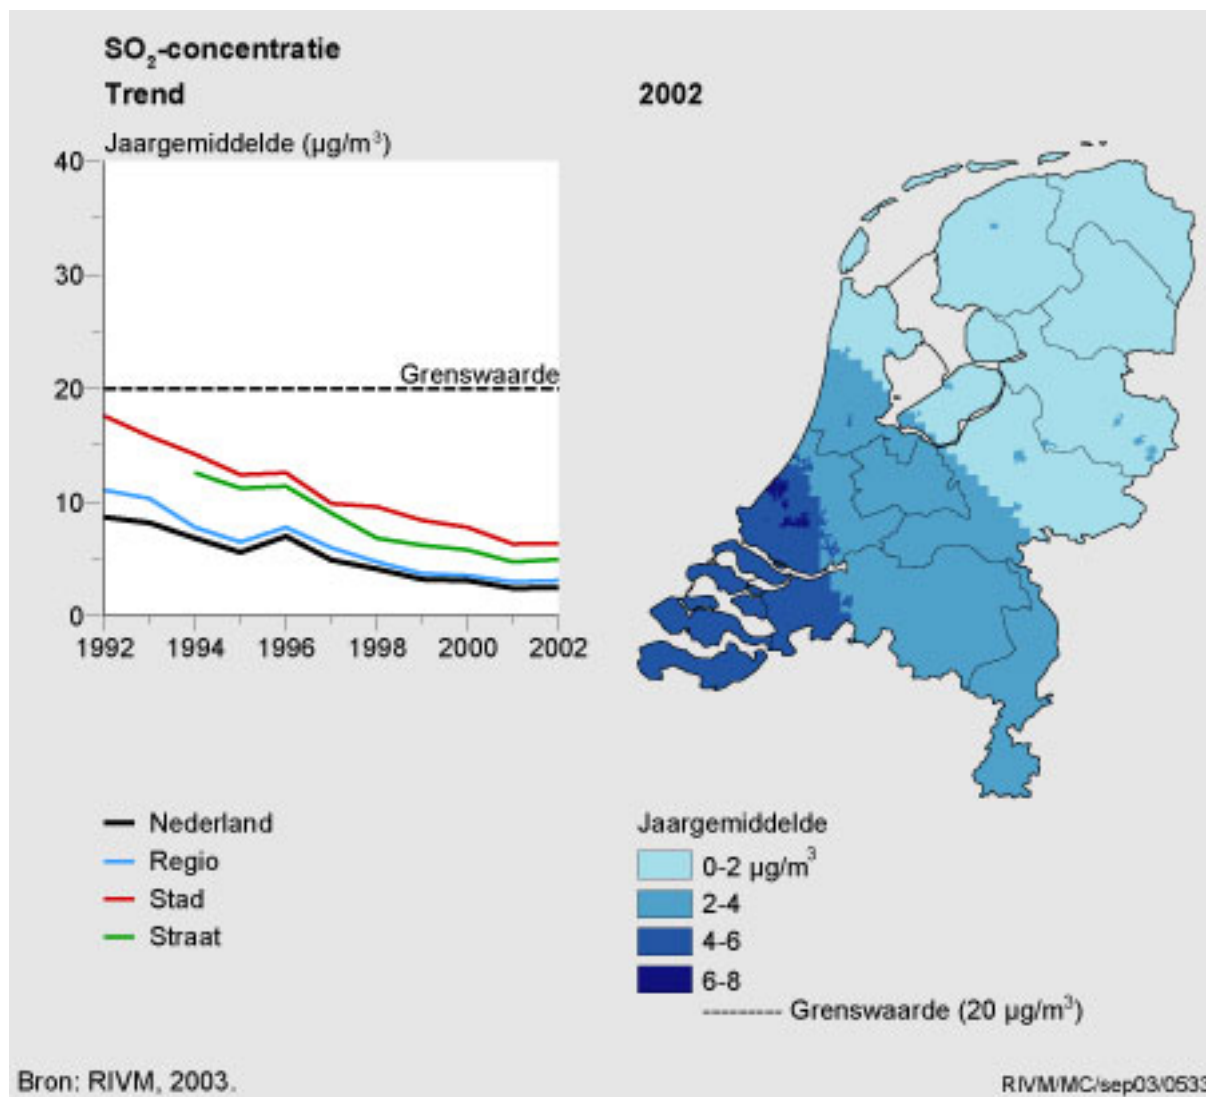 SO₂-concentratie
Trend
2002
Jaargemiddelde (µg/m³)
40
30
20
10
0
Grenswaarde
1992 1994 1996 1998 2000 2002
Nederland
Regio
Stad
Straat
Jaargemiddelde
0-2 µg/m³
2-4
4-6
6-8
Grenswaarde (20 µg/m³)
Bron: RIVM, 2003.
RIVM/MC/sep03/0533